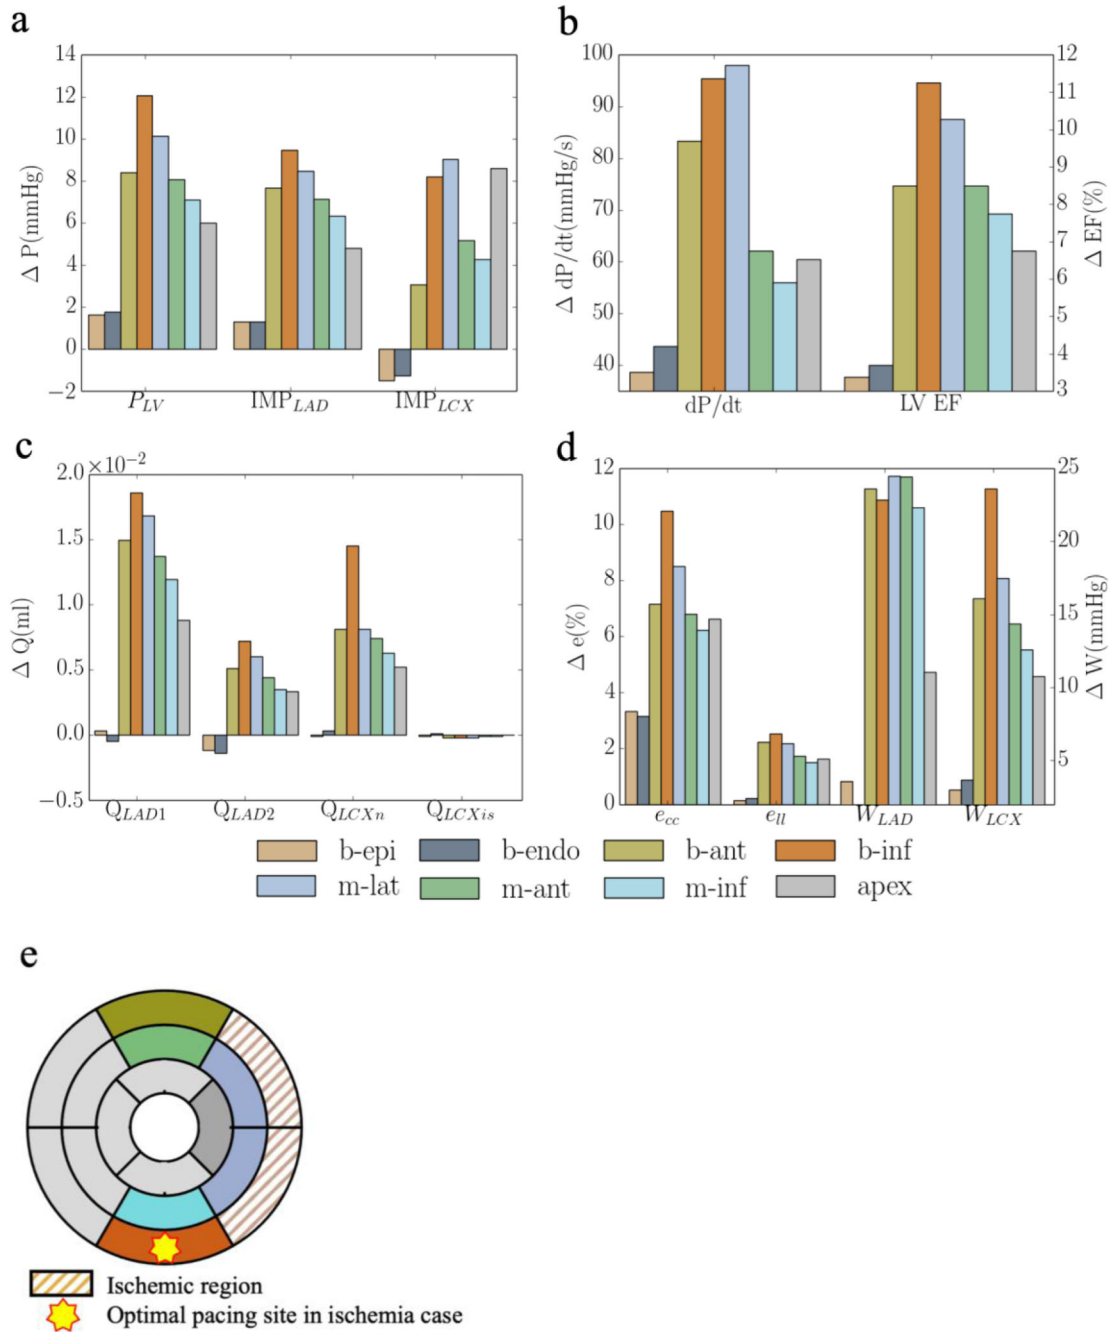 a
b
14
12
10
8
6
4
2
0
−2
Δ P(mmHg)
P_LV
IMP_LAD
IMP_LCX
100
90
80
70
60
50
40
Δ dP/dt(mmHg/s)
12
11
10
9
8
7
6
5
4
3
Δ EF(%)
dP/dt
LV EF
c
d
2.0 ×10⁻²
1.5
1.0
0.5
0.0
−0.5
Δ Q(ml)
Q_LAD1
Q_LAD2
Q_LCXn
Q_LCXis
12
10
8
6
4
2
0
Δ e(%)
25
20
15
10
5
Δ W(mmHg)
e_cc
e_ll
W_LAD
W_LCX
b-epi b-endo b-ant b-inf
m-lat m-ant m-inf apex
e
Ischemic region
Optimal pacing site in ischemia case